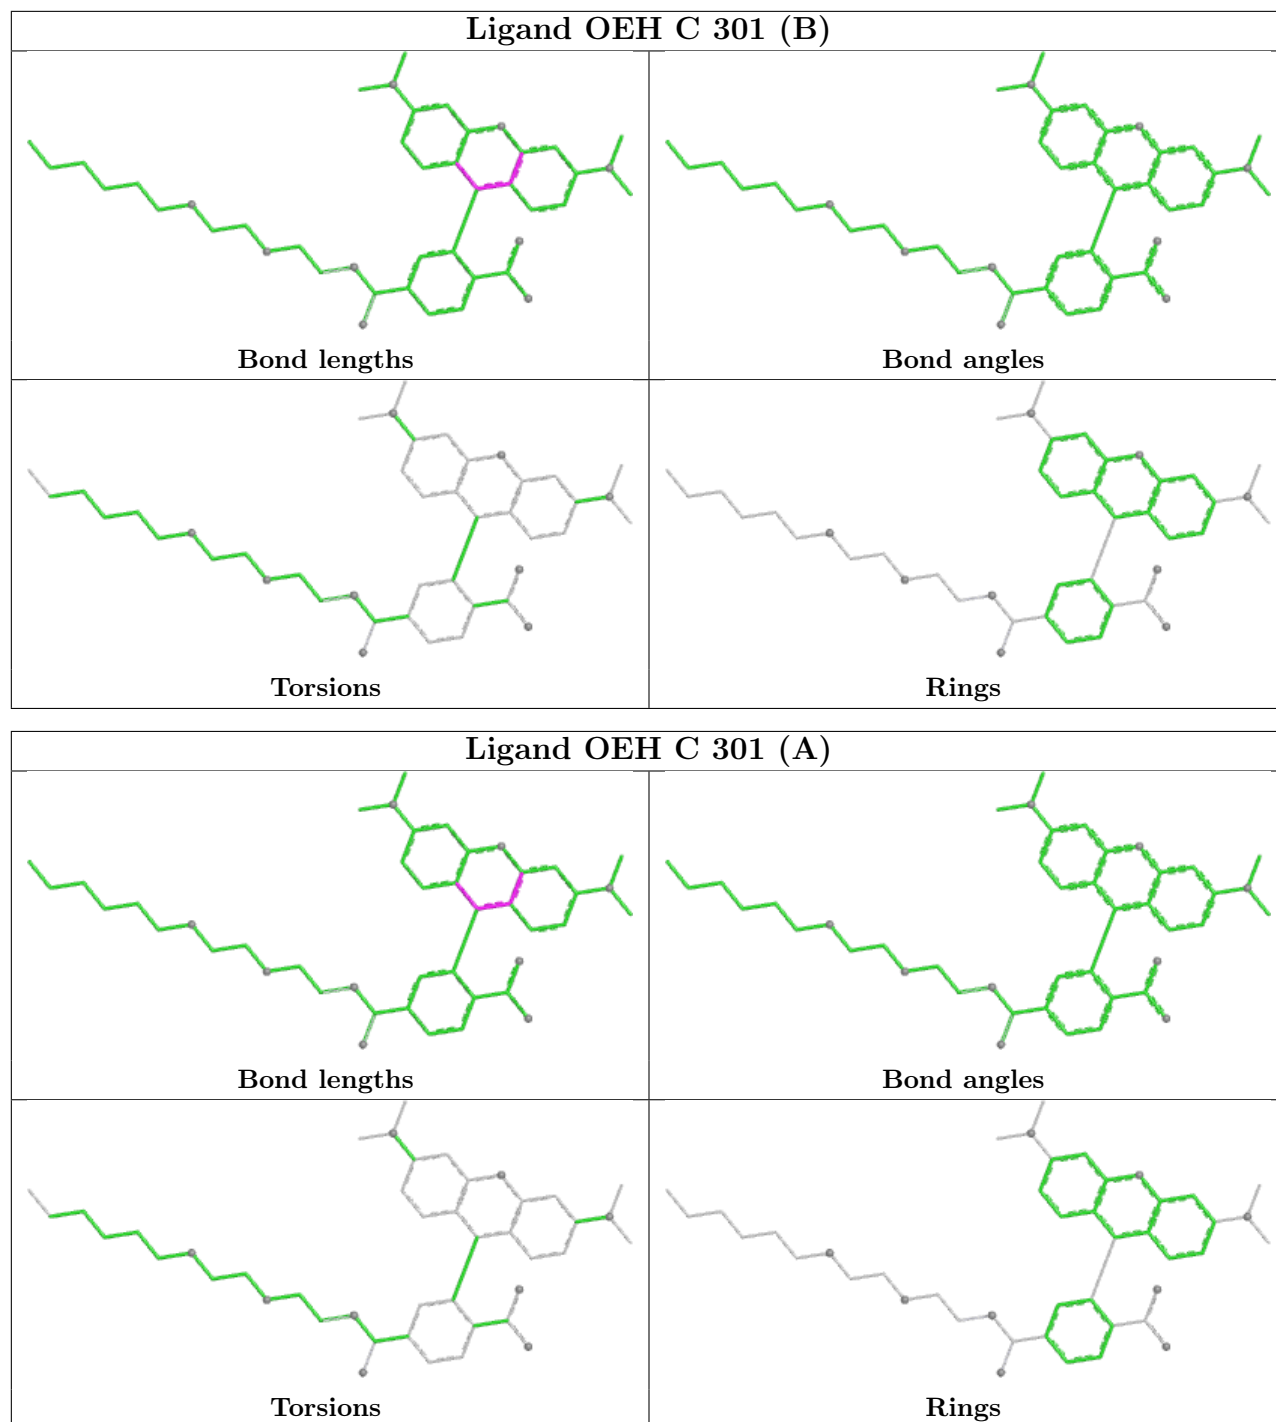 Ligand OEH C 301 (B)
Bond lengths
Bond angles
Torsions
Rings
Ligand OEH C 301 (A)
Bond lengths
Bond angles
Torsions
Rings